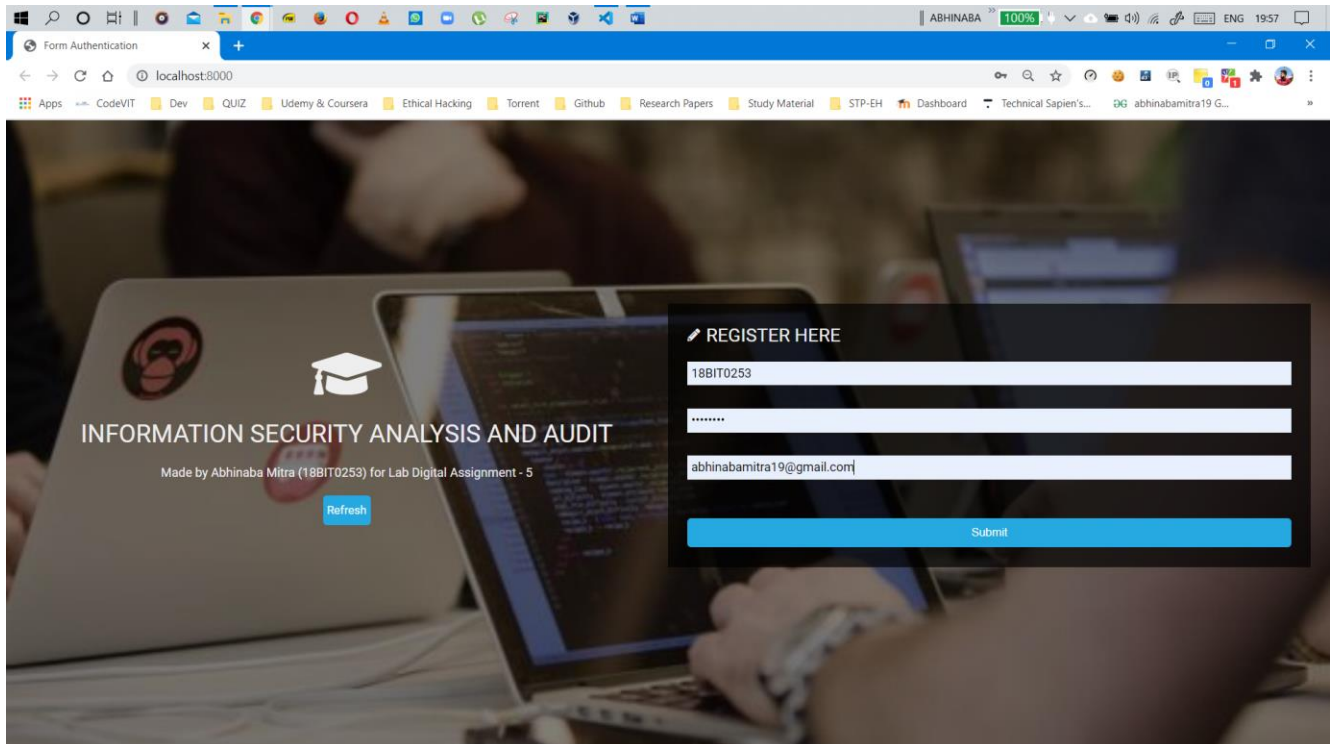 ABHINABA
100%
ENG 19:57
Form Authentication
localhost:8000
Apps CodeVIT Dev QUIZ Udemy & Coursera Ethical Hacking Torrent Github Research Papers Study Material STP-EH Dashboard Technical Sapien's... abhinabamitra19 G...
REGISTER HERE
18BIT0253
••••••••
abhinabamitra19@gmail.com
Submit
INFORMATION SECURITY ANALYSIS AND AUDIT
Made by Abhinaba Mitra (18BIT0253) for Lab Digital Assignment - 5
Refresh